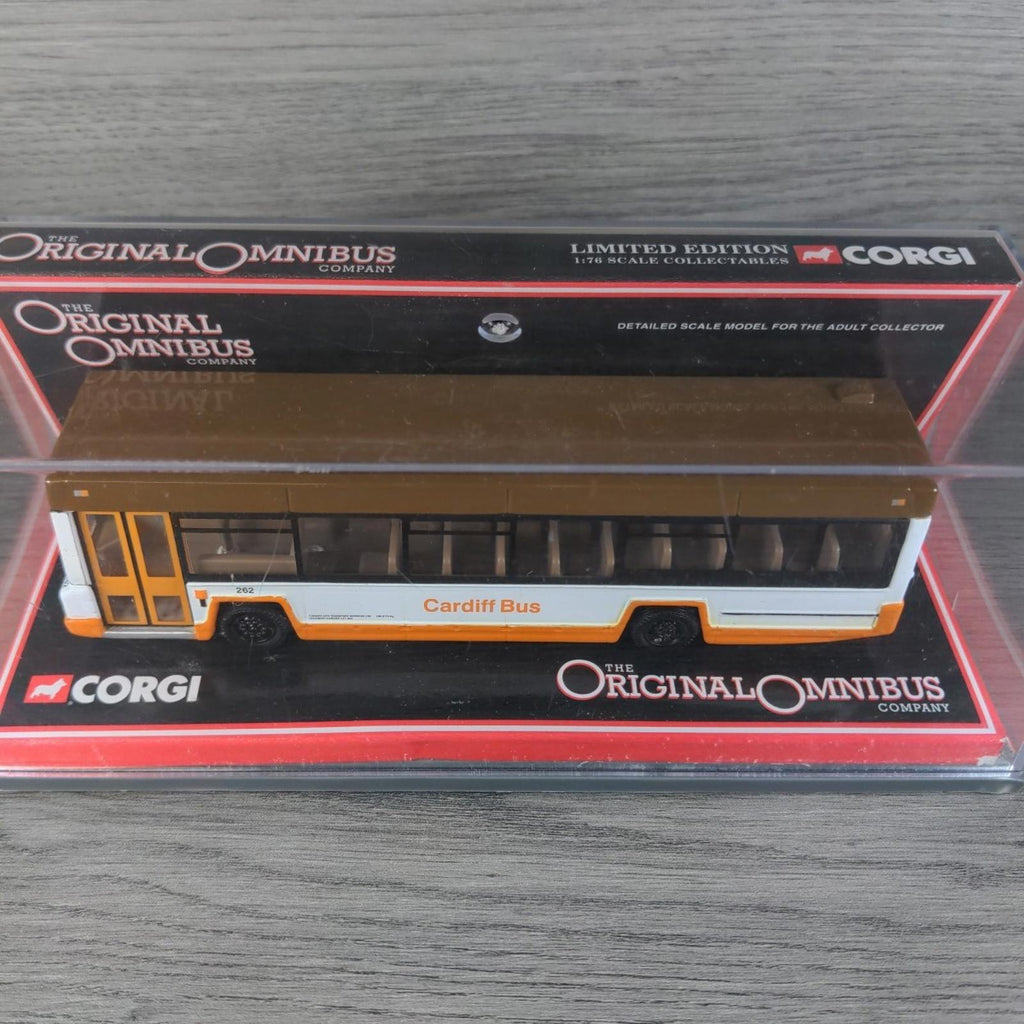 THE
ORIGINAL OMNIBUS
COMPANY
LIMITED EDITION
1:76 SCALE COLLECTABLES
CORGI
THE
ORIGINAL
OMNIBUS
COMPANY
DETAILED SCALE MODEL FOR THE ADULT COLLECTOR
262
Cardiff Bus
CORGI
THE
ORIGINAL OMNIBUS
COMPANY